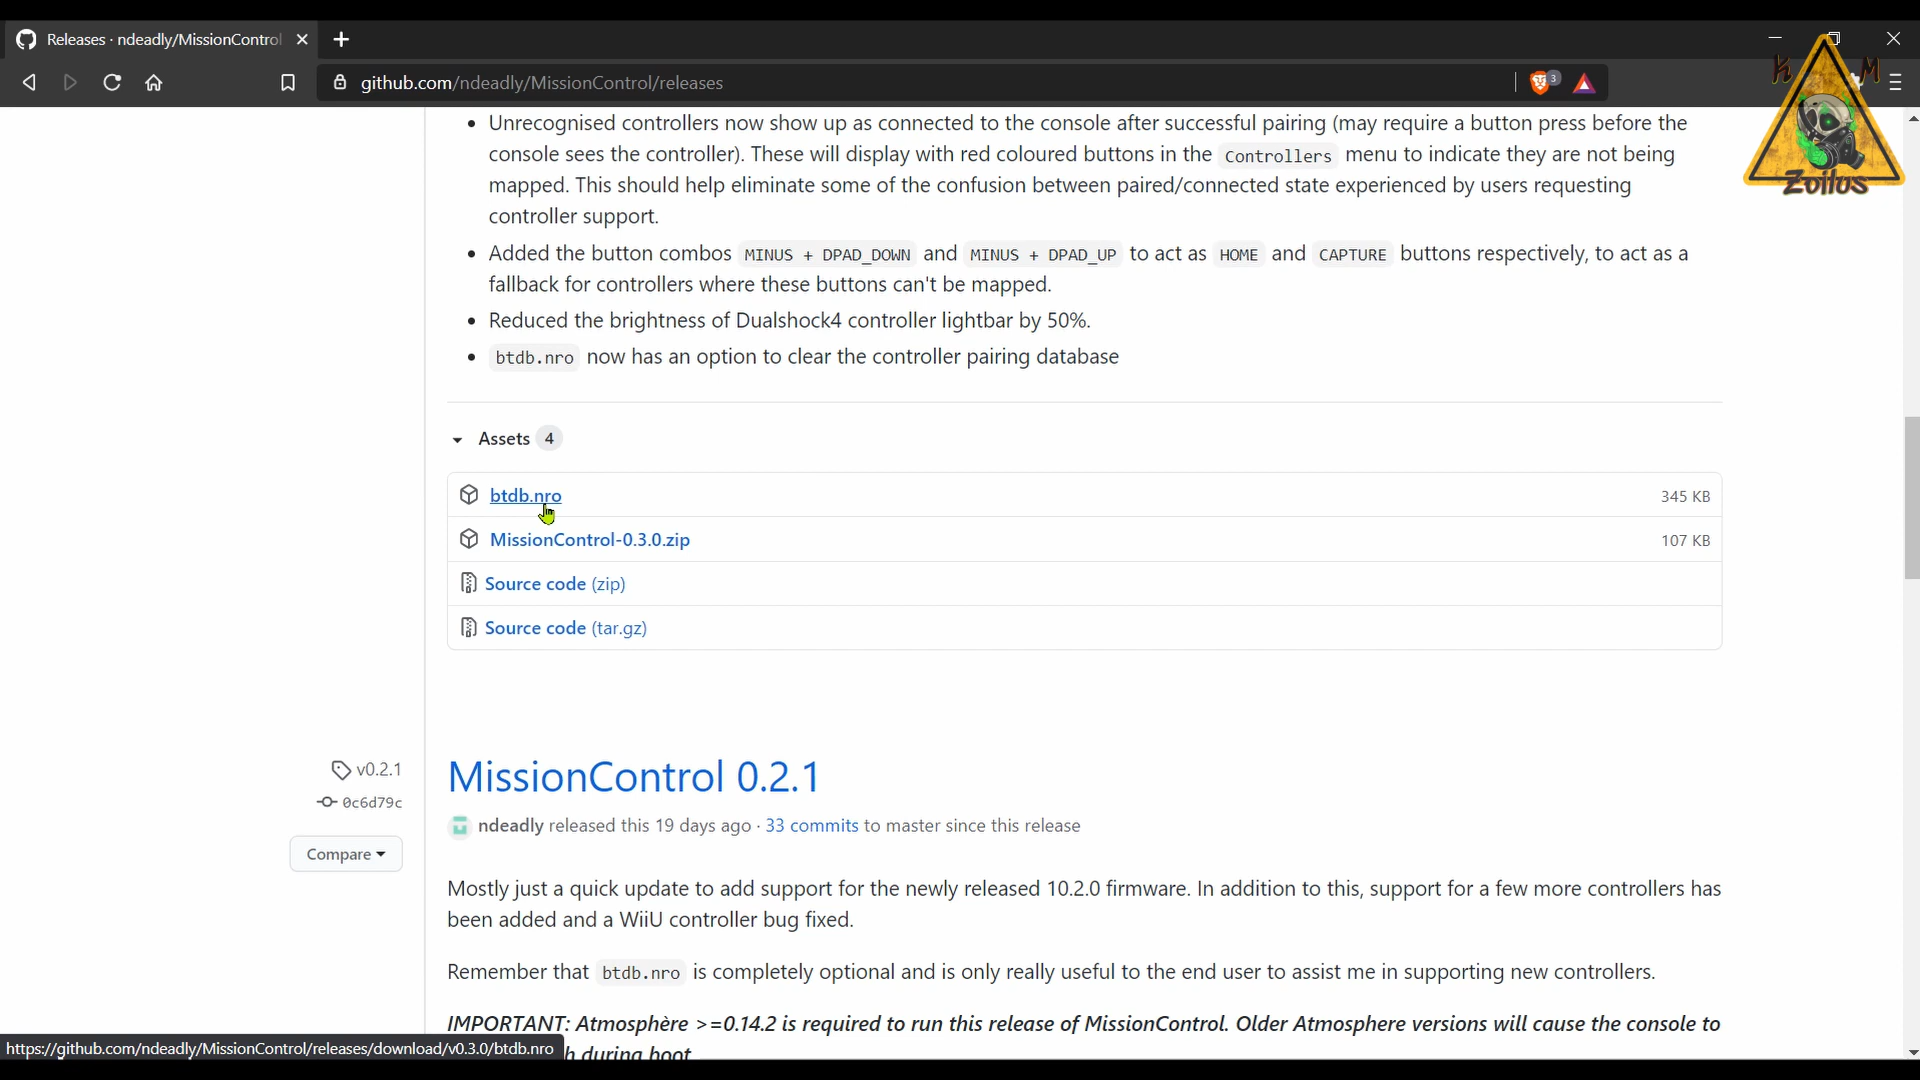 Releases · ndeadly/MissionControl
github.com/ndeadly/MissionControl/releases
3
K M
Zoilus
Unrecognised controllers now show up as connected to the console after successful pairing (may require a button press before the
console sees the controller). These will display with red coloured buttons in the Controllers menu to indicate they are not being
mapped. This should help eliminate some of the confusion between paired/connected state experienced by users requesting
controller support.
Added the button combos MINUS + DPAD_DOWN and MINUS + DPAD_UP to act as HOME and CAPTURE buttons respectively, to act as a
fallback for controllers where these buttons can't be mapped.
Reduced the brightness of Dualshock4 controller lightbar by 50%.
btdb.nro now has an option to clear the controller pairing database
Assets 4
btdb.nro 345 KB
MissionControl-0.3.0.zip 107 KB
Source code (zip)
Source code (tar.gz)
v0.2.1
0c6d79c
Compare
MissionControl 0.2.1
ndeadly released this 19 days ago · 33 commits to master since this release
Mostly just a quick update to add support for the newly released 10.2.0 firmware. In addition to this, support for a few more controllers has
been added and a WiiU controller bug fixed.
Remember that btdb.nro is completely optional and is only really useful to the end user to assist me in supporting new controllers.
IMPORTANT: Atmosphère >=0.14.2 is required to run this release of MissionControl. Older Atmosphere versions will cause the console to
h during boot
https://github.com/ndeadly/MissionControl/releases/download/v0.3.0/btdb.nro